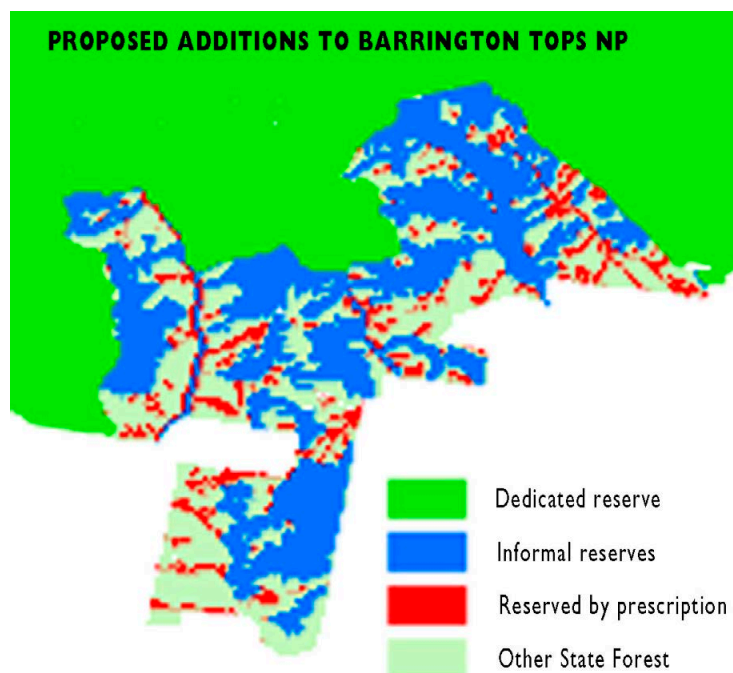 PROPOSED ADDITIONS TO BARRINGTON TOPS NP
Dedicated reserve
Informal reserves
Reserved by prescription
Other State Forest